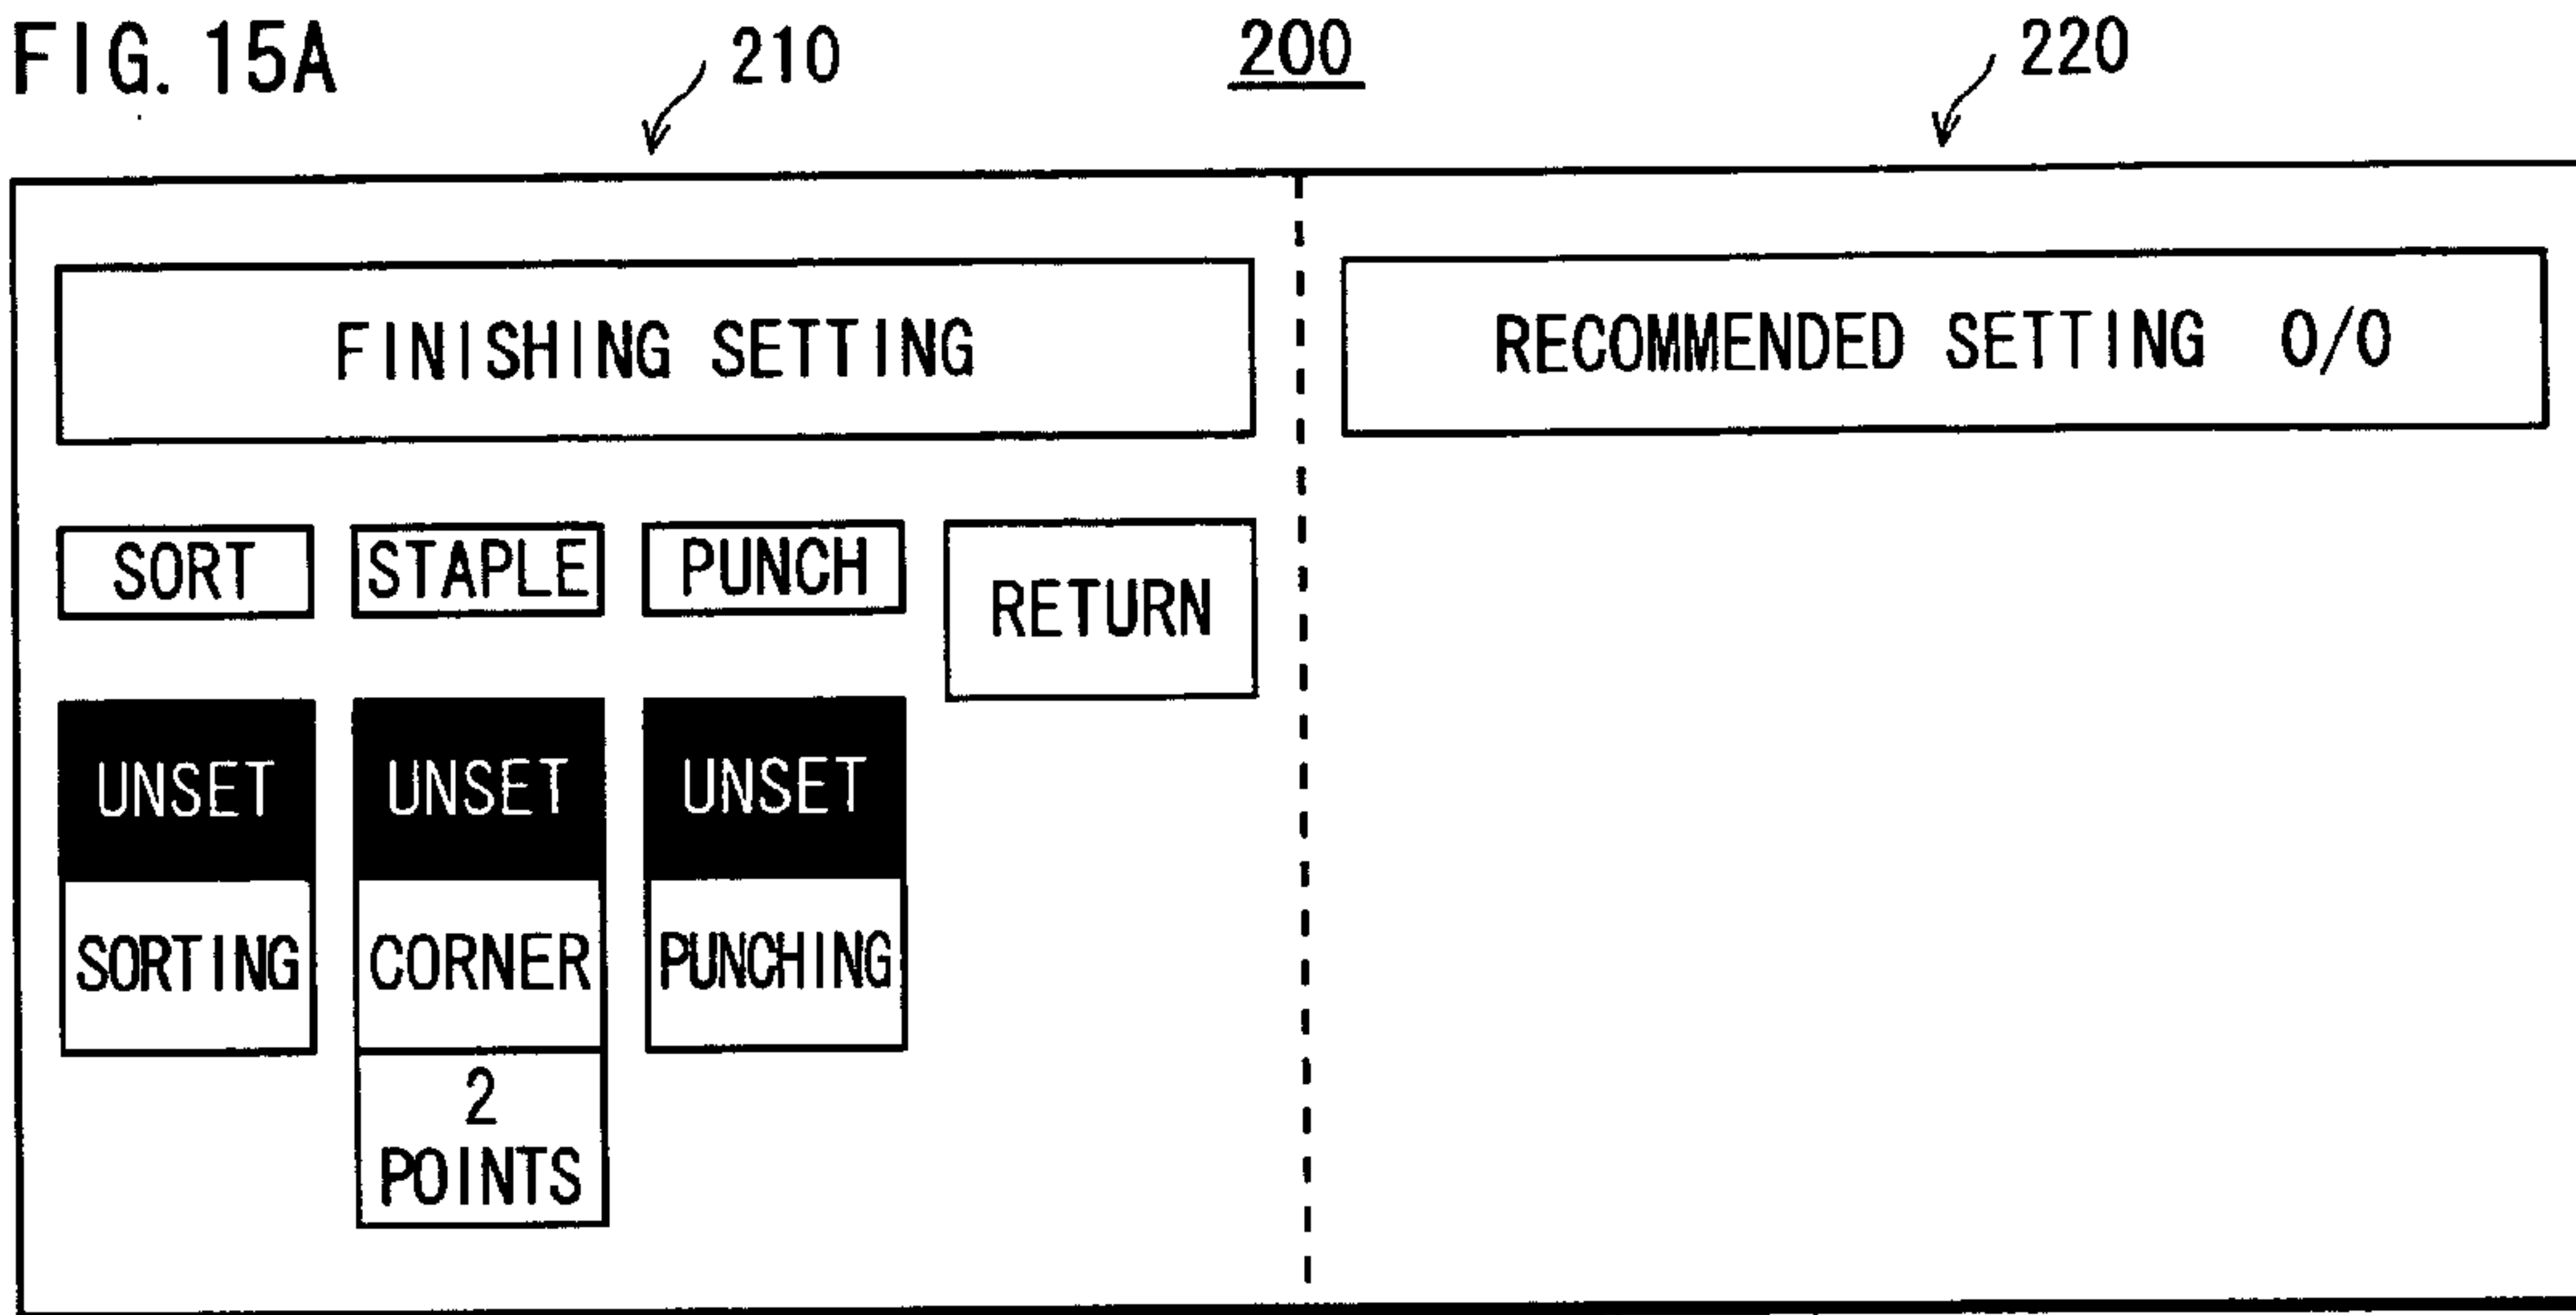 FIG. 15A
210
200
220
FINISHING SETTING
RECOMMENDED SETTING 0/0
SORT
STAPLE
PUNCH
RETURN
UNSET
UNSET
UNSET
SORTING
CORNER
PUNCHING
2
POINTS